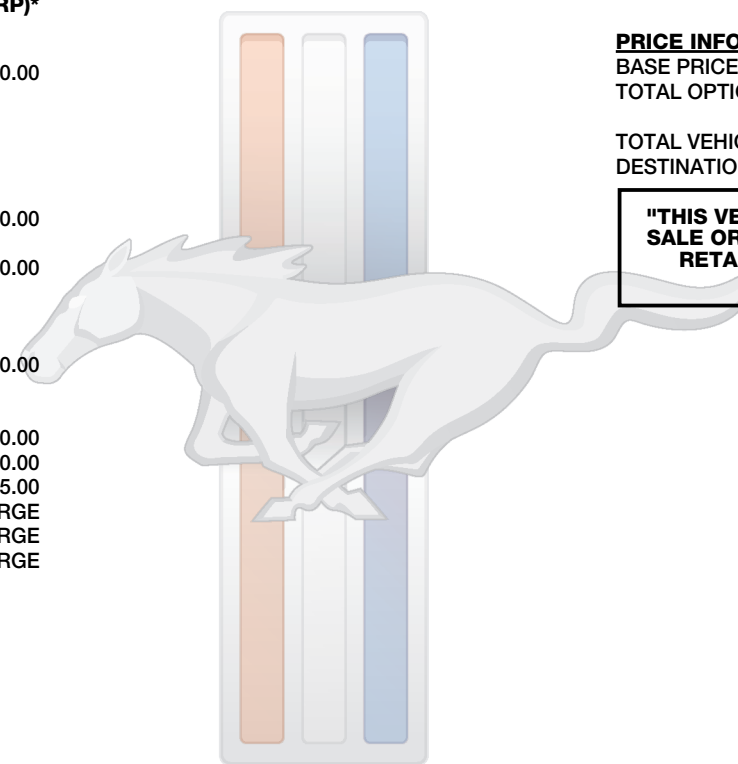 RP)*
0.00
0.00
0.00
0.00
0.00
0.00
5.00
RGE
RGE
RGE
PRICE INFO
BASE PRICE
TOTAL OPTIO
TOTAL VEHIC
DESTINATIO
"THIS VE
SALE OR
RETA